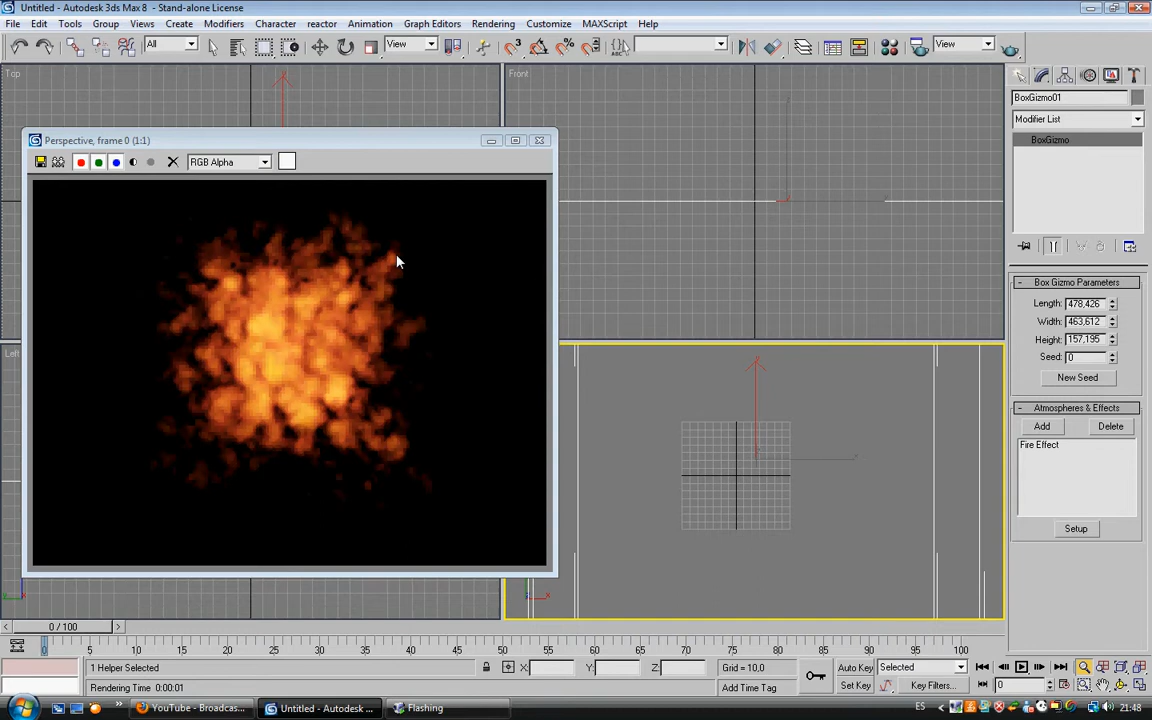 Untitled - Autodesk 3ds Max 8 - Stand-alone License
File Edit Tools Group Views Create Modifiers Character reactor Animation Graph Editors Rendering Customize MAXScript Help
All View View
Top
Front
Left
Perspective, frame 0 (1:1)
RGB Alpha
BoxGizmo01
Modifier List
BoxGizmo
Box Gizmo Parameters
Length: 478,426
Width: 463,612
Height: 157,195
Seed: 0
New Seed
Atmospheres & Effects
Add Delete
Fire Effect
Setup
0 / 100
0 5 10 15 20 25 30 35 40 45 50 55 60 65 70 75 80 85 90 95 100
1 Helper Selected X: Y: Z: Grid = 10,0 Auto Key Selected
Rendering Time 0:00:01 Add Time Tag Set Key Key Filters... 0
YouTube - Broadcas... Untitled - Autodesk ... Flashing ES 21:48